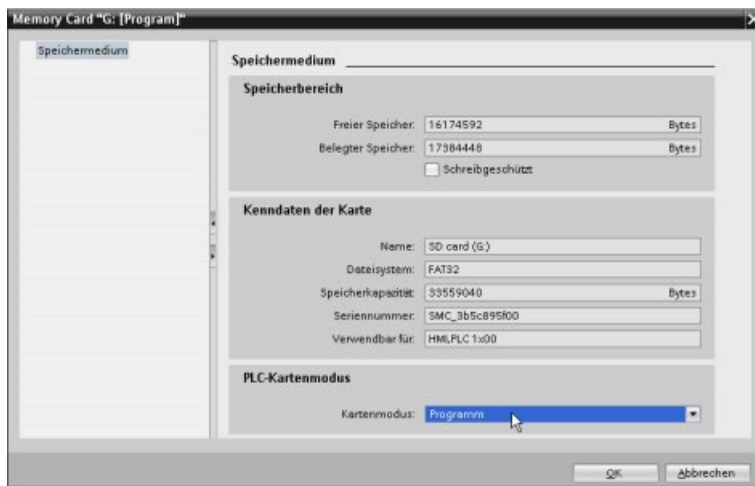 Memory Card "G: [Program]"
Speichermedium
Speichermedium
Speicherbereich
Freier Speicher: 16174592 Bytes
Belegter Speicher: 17384448 Bytes
Schreibgeschützt
Kenndaten der Karte
Name: SD card (G:)
Dateisystem: FAT32
Speicherkapazität: 33559040 Bytes
Seriennummer: SMC_3b5c895f00
Verwendbar für: HMI,PLC 1x00
PLC-Kartenmodus
Kartenmodus: Programm
OK Abbrechen